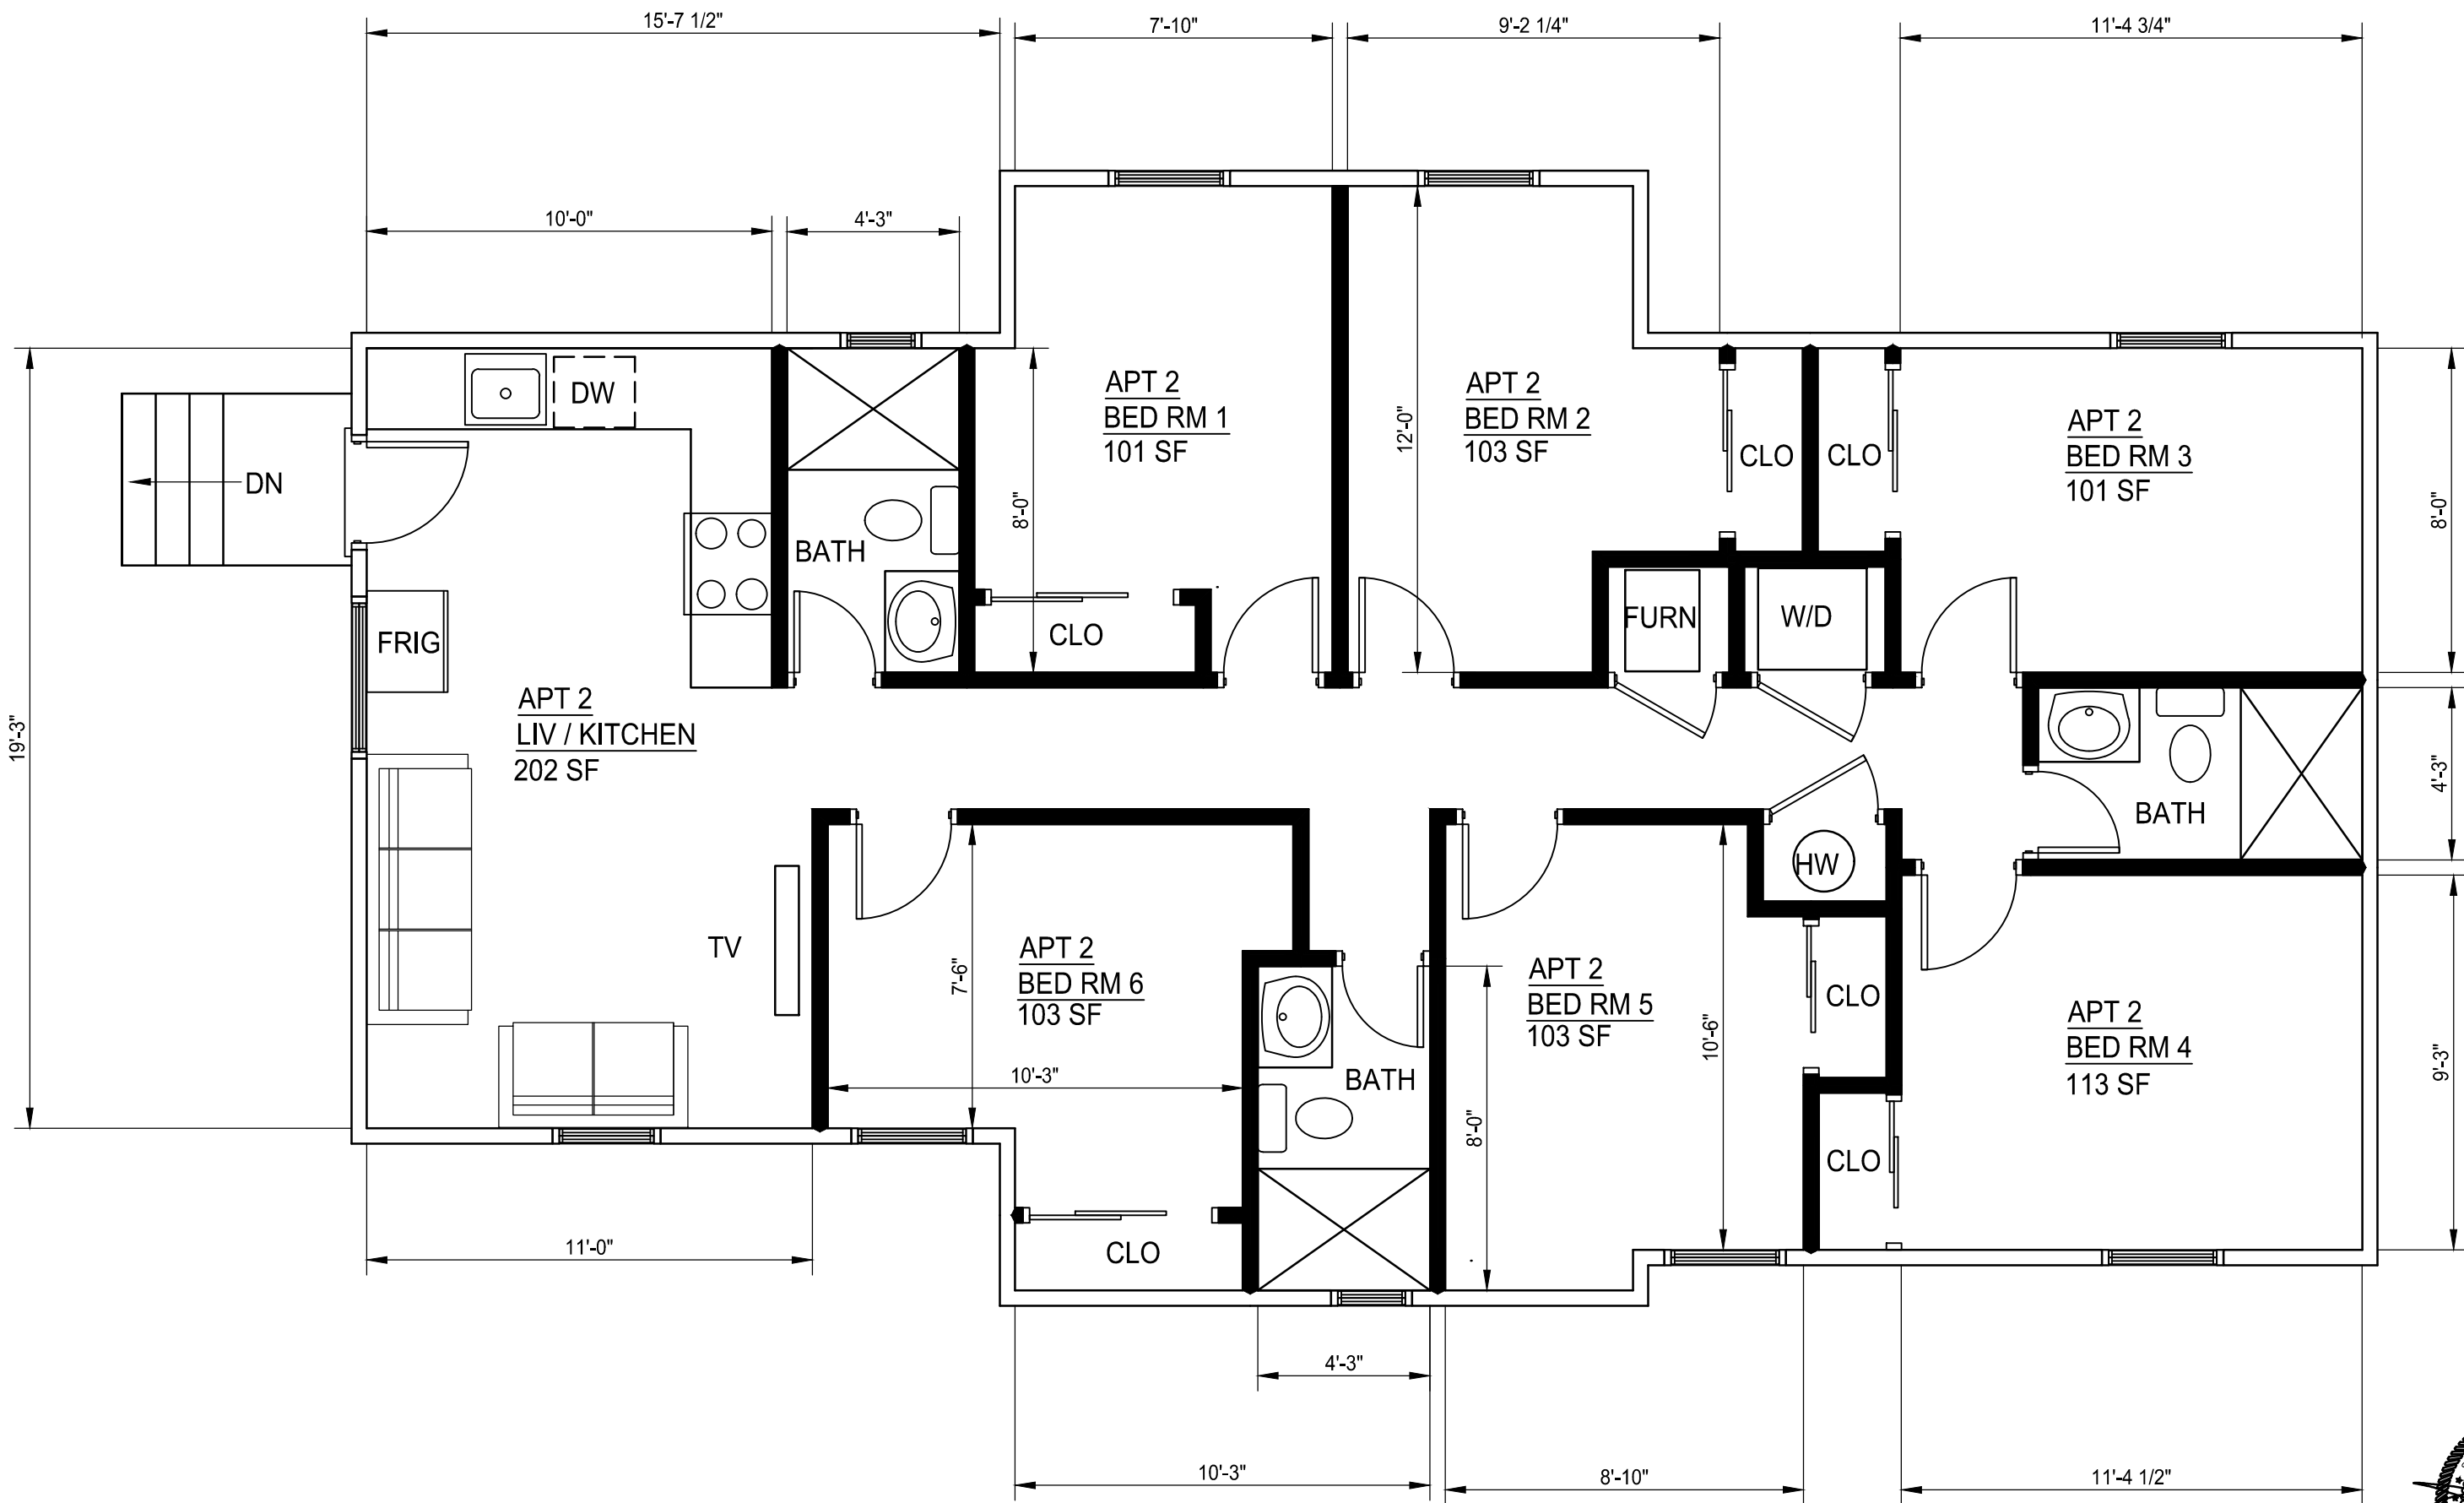 15'-7 1/2"
7'-10"
9'-2 1/4"
11'-4 3/4"
10'-0"
4'-3"
DW
DN
BATH
FRIG
APT 2
LIV / KITCHEN
202 SF
19'-3"
TV
11'-0"
APT 2
BED RM 1
101 SF
8'-0"
CLO
APT 2
BED RM 2
103 SF
12'-0"
CLO
FURN
W/D
CLO
APT 2
BED RM 3
101 SF
8'-0"
4'-3"
BATH
HW
APT 2
BED RM 6
103 SF
7'-6"
10'-3"
CLO
BATH
8'-0"
APT 2
BED RM 5
103 SF
10'-6"
CLO
CLO
APT 2
BED RM 4
113 SF
9'-3"
4'-3"
10'-3"
8'-10"
11'-4 1/2"